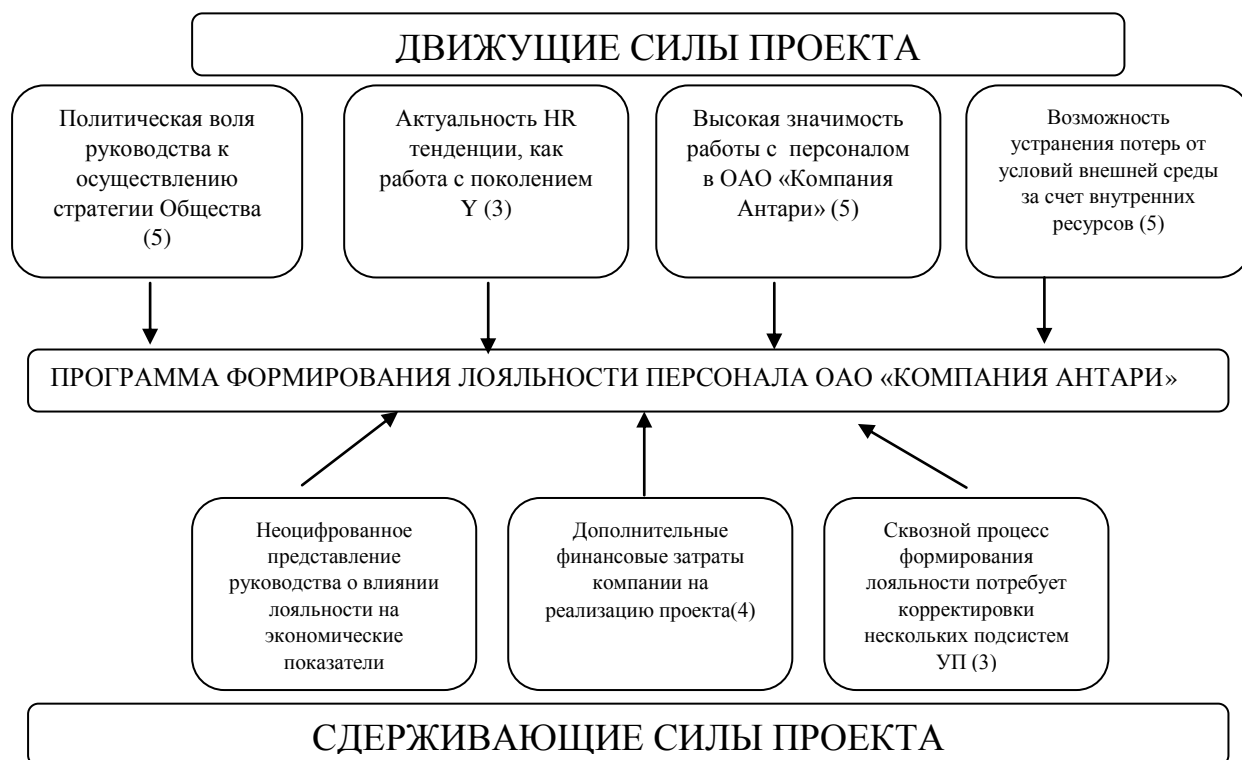 ДВИЖУЩИЕ СИЛЫ ПРОЕКТА
Политическая воля
руководства к
осуществлению
стратегии Общества
(5)
Актуальность HR
тенденции, как
работа с поколением
Y (3)
Высокая значимость
работы с персоналом
в ОАО «Компания
Антари» (5)
Возможность
устранения потерь от
условий внешней среды
за счет внутренних
ресурсов (5)
ПРОГРАММА ФОРМИРОВАНИЯ ЛОЯЛЬНОСТИ ПЕРСОНАЛА ОАО «КОМПАНИЯ АНТАРИ»
Неоцифрованное
представление
руководства о влиянии
лояльности на
экономические
показатели
Дополнительные
финансовые затраты
компании на
реализацию проекта(4)
Сквозной процесс
формирования
лояльности потребует
корректировки
нескольких подсистем
УП (3)
СДЕРЖИВАЮЩИЕ СИЛЫ ПРОЕКТА